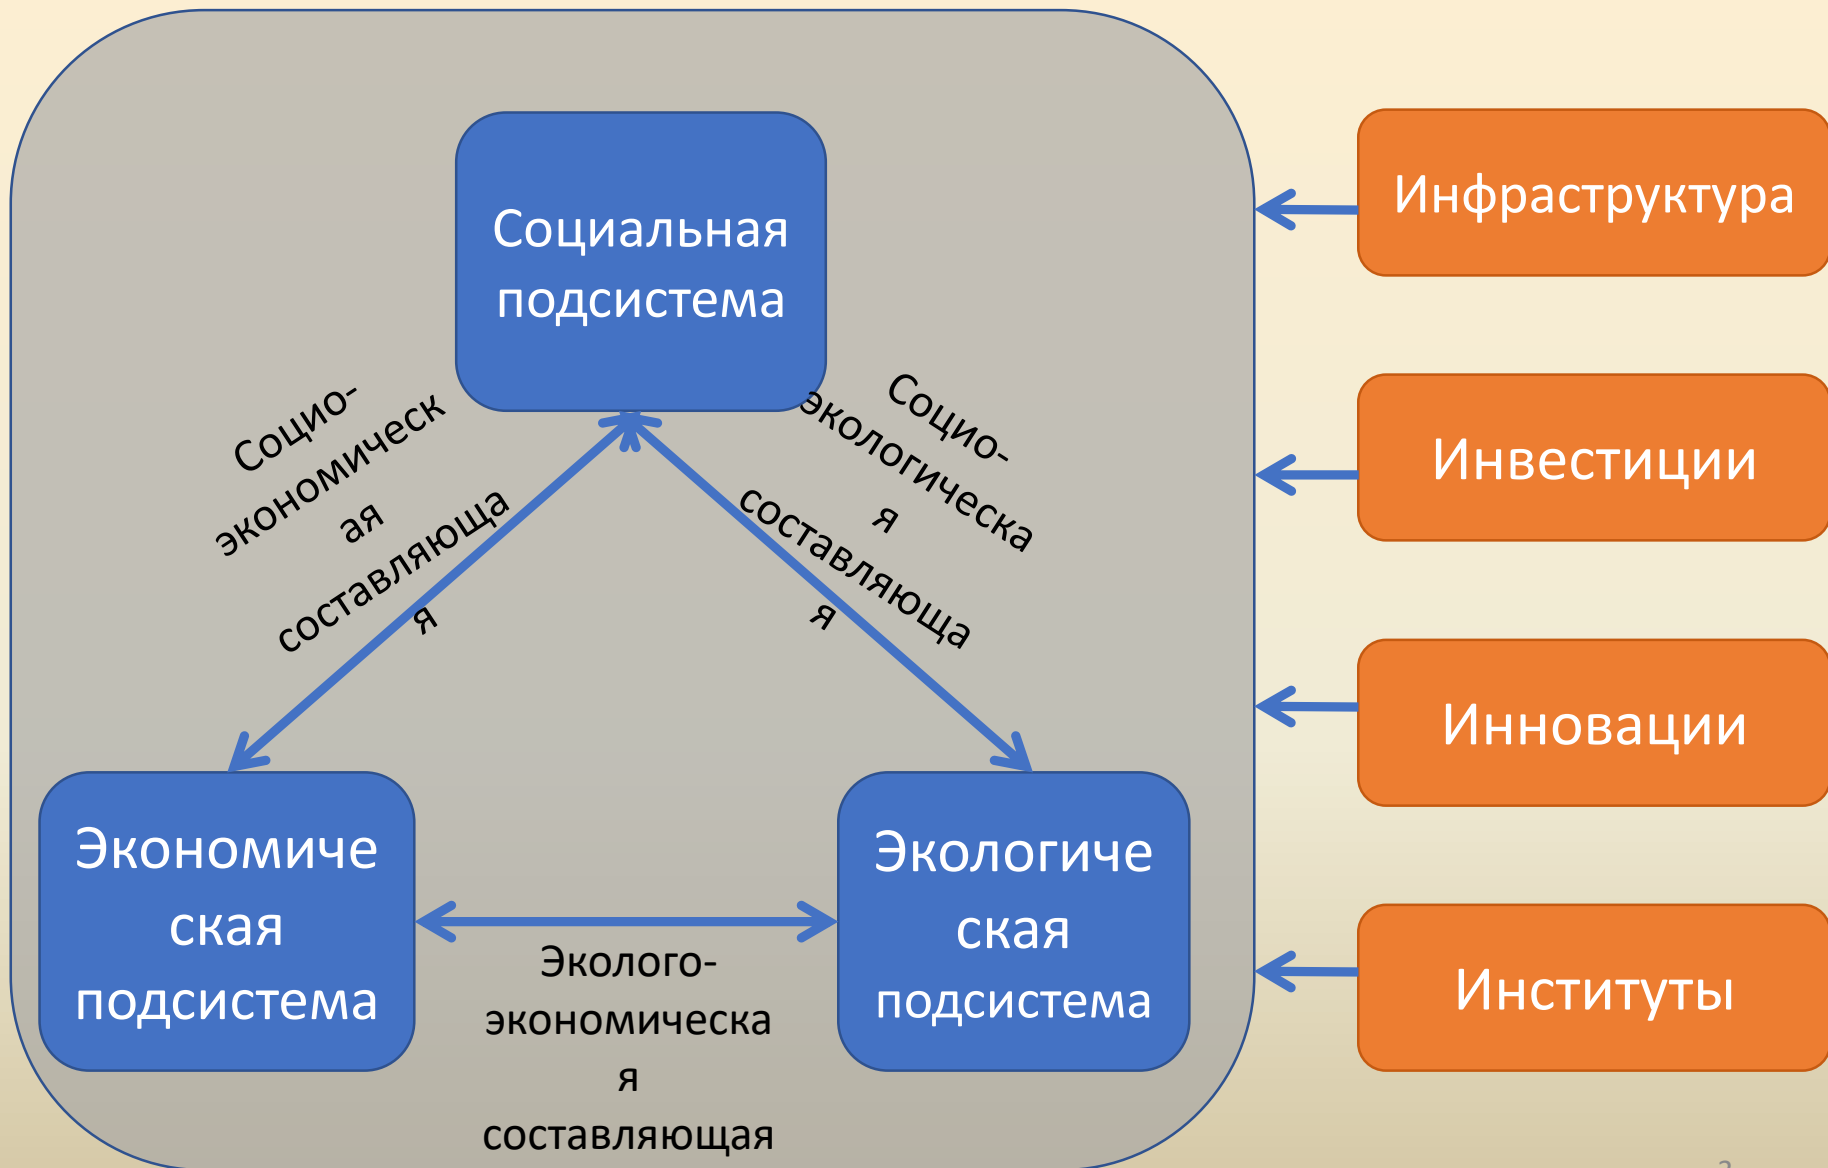 Социальная
подсистема
Социо-
экономическ
ая
составляюща
я
Социо-
экологическа
я
составляюща
я
Экономиче
ская
подсистема
Экологиче
ская
подсистема
Эколого-
экономическа
я
составляющая
Инфраструктура
Инвестиции
Инновации
Институты